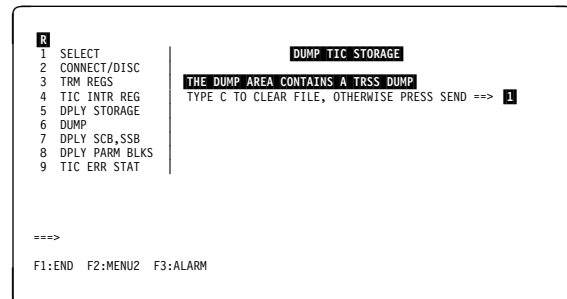 R
1 SELECT DUMP TIC STORAGE
2 CONNECT/DISC
3 TRM REGS THE DUMP AREA CONTAINS A TRSS DUMP
4 TIC INTR REG TYPE C TO CLEAR FILE, OTHERWISE PRESS SEND ==> 1
5 DPLY STORAGE
6 DUMP
7 DPLY SCB,SSB
8 DPLY PARM BLKS
9 TIC ERR STAT
===>
F1:END F2:MENU2 F3:ALARM